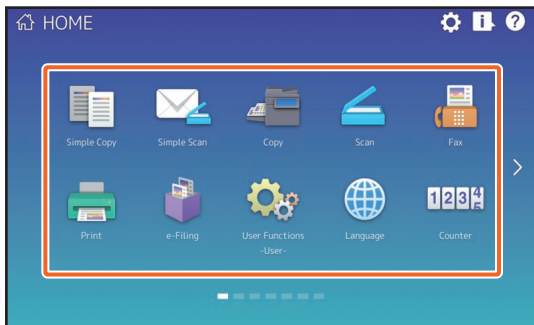 HOME
i
?
Simple Copy
Simple Scan
Copy
Scan
Fax
Print
e-Filing
User Functions
-User-
Language
Counter